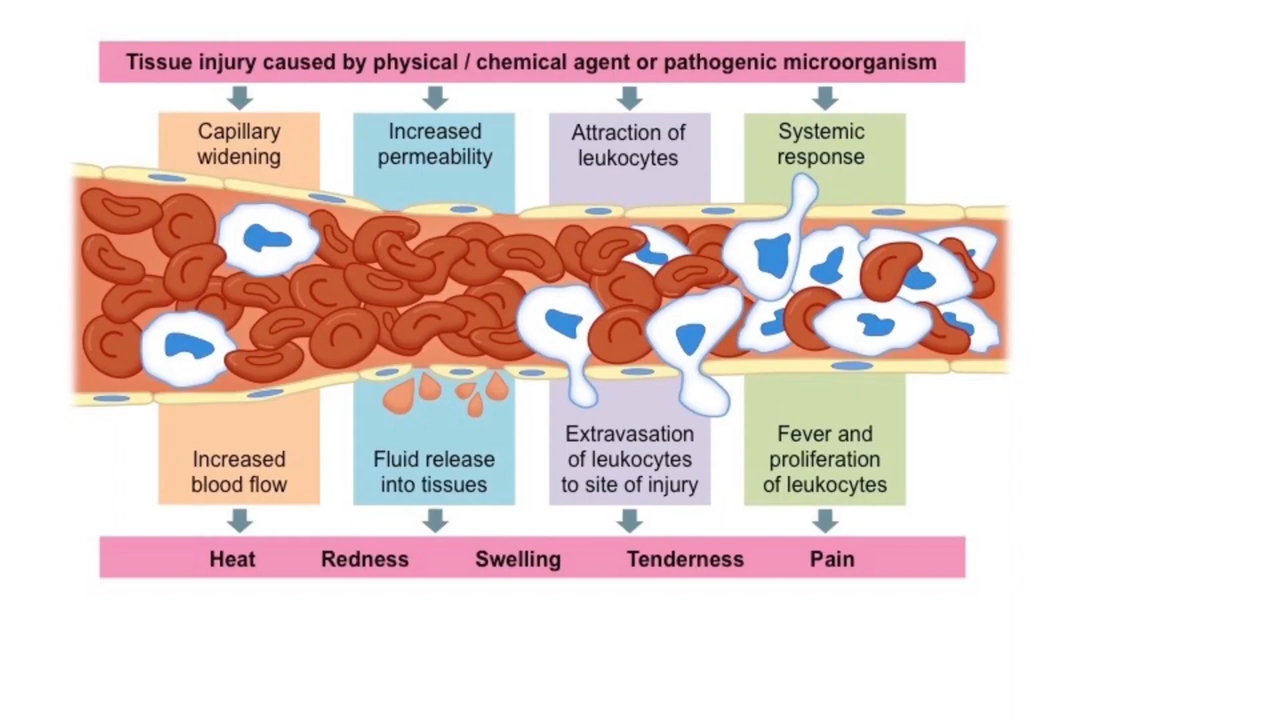 Tissue injury caused by physical / chemical agent or pathogenic microorganism
Capillary
widening
Increased
permeability
Attraction of
leukocytes
Systemic
response
Increased
blood flow
Fluid release
into tissues
Extravasation
of leukocytes
to site of injury
Fever and
proliferation
of leukocytes
Heat Redness Swelling Tenderness Pain